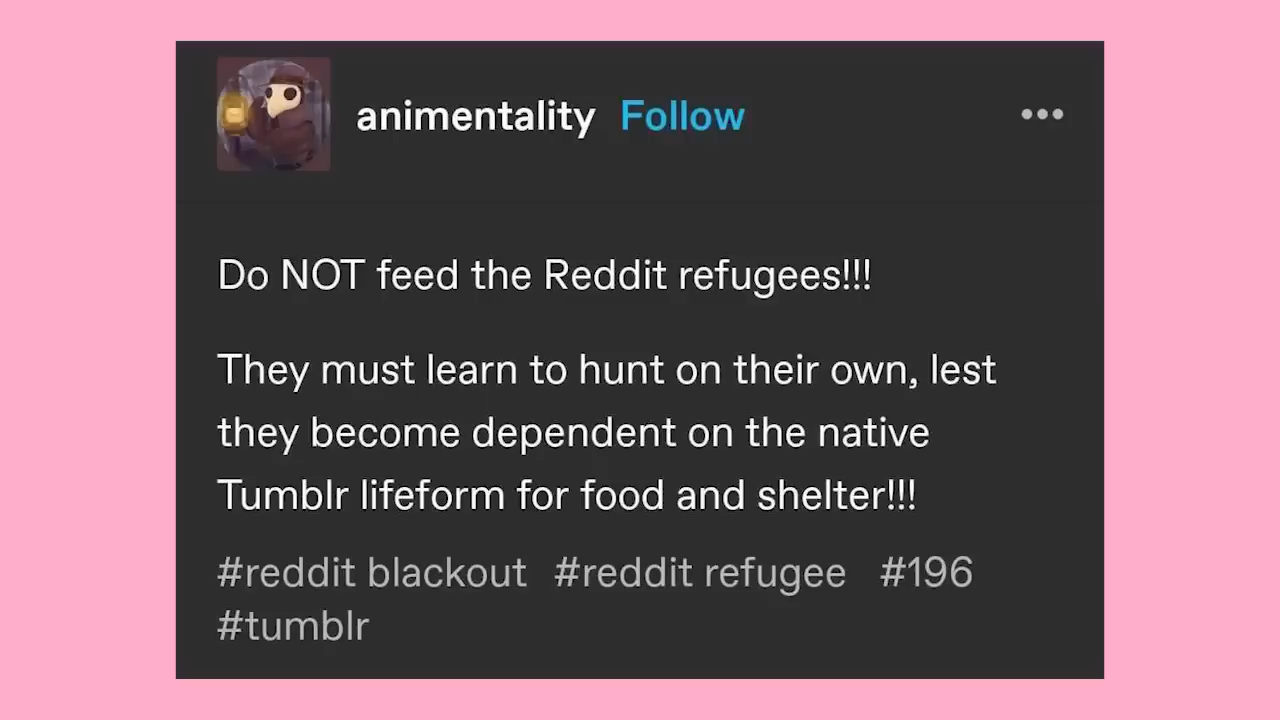 animentality Follow
Do NOT feed the Reddit refugees!!!
They must learn to hunt on their own, lest
they become dependent on the native
Tumblr lifeform for food and shelter!!!
#reddit blackout #reddit refugee #196
#tumblr